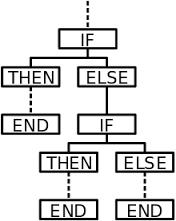 IF
THEN ELSE
END IF
THEN ELSE
END END